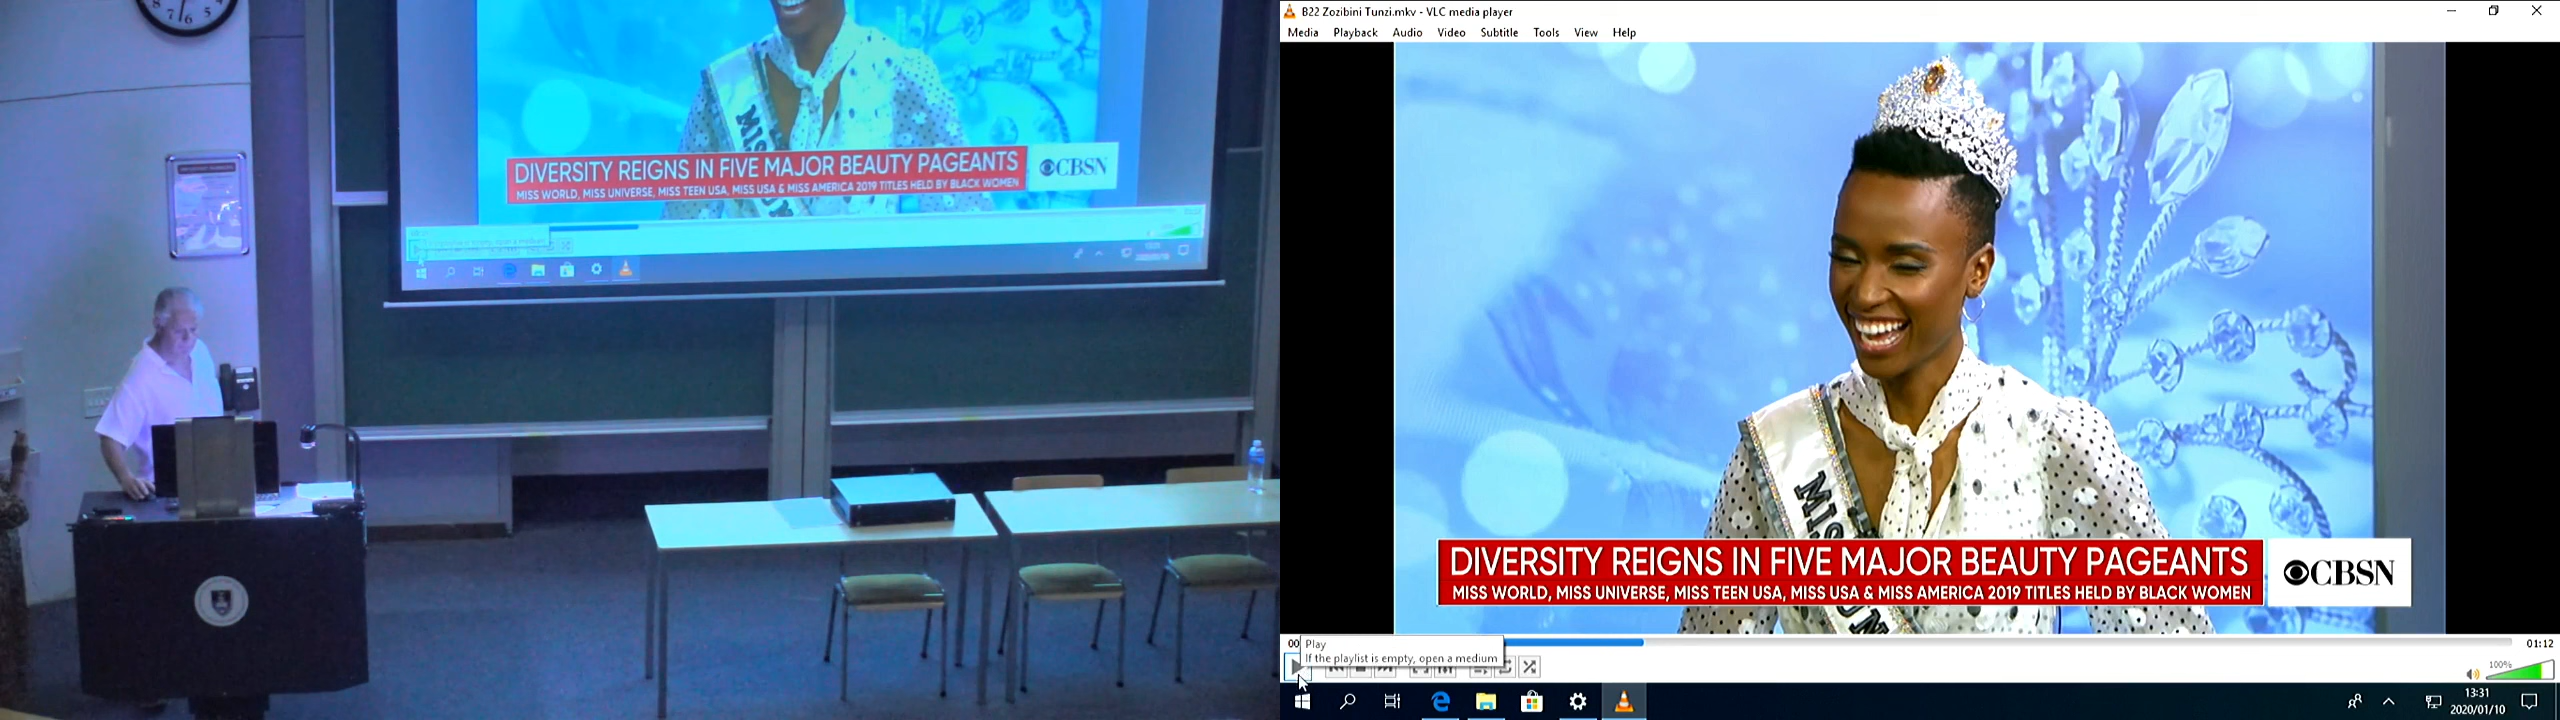 DIVERSITY REIGNS IN FIVE MAJOR BEAUTY PAGEANTS
MISS WORLD, MISS UNIVERSE, MISS TEEN USA, MISS USA & MISS AMERICA 2019 TITLES HELD BY BLACK WOMEN
CBSN
MIS
B22 Zozibini Tunzi.mkv - VLC media player
Media Playback Audio Video Subtitle Tools View Help
MIS
UN
DIVERSITY REIGNS IN FIVE MAJOR BEAUTY PAGEANTS
MISS WORLD, MISS UNIVERSE, MISS TEEN USA, MISS USA & MISS AMERICA 2019 TITLES HELD BY BLACK WOMEN
CBSN
00
Play
If the playlist is empty, open a medium
01:12
100%
13:31
2020/01/10